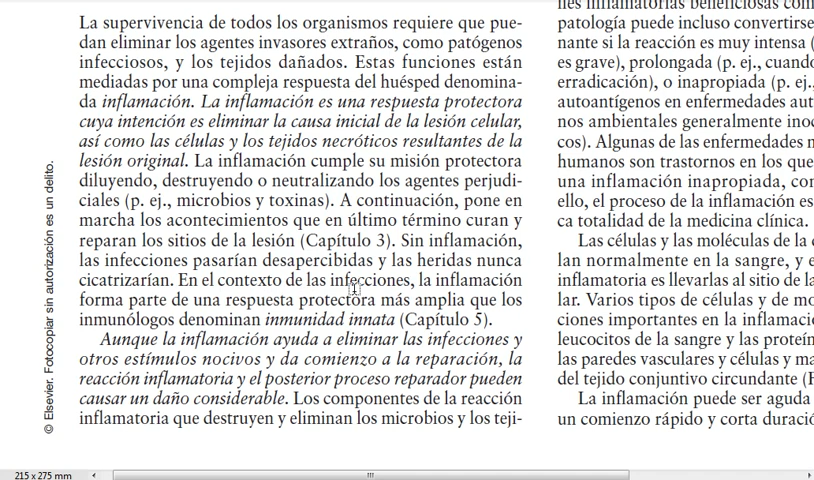 La supervivencia de todos los organismos requiere que pue-
dan eliminar los agentes invasores extraños, como patógenos
infecciosos, y los tejidos dañados. Estas funciones están
mediadas por una compleja respuesta del huésped denomina-
da inflamación. La inflamación es una respuesta protectora
cuya intención es eliminar la causa inicial de la lesión celular,
así como las células y los tejidos necróticos resultantes de la
lesión original. La inflamación cumple su misión protectora
diluyendo, destruyendo o neutralizando los agentes perjudi-
ciales (p. ej., microbios y toxinas). A continuación, pone en
marcha los acontecimientos que en último término curan y
reparan los sitios de la lesión (Capítulo 3). Sin inflamación,
las infecciones pasarían desapercibidas y las heridas nunca
cicatrizarían. En el contexto de las infecciones, la inflamación
forma parte de una respuesta protectora más amplia que los
inmunólogos denominan inmunidad innata (Capítulo 5).
Aunque la inflamación ayuda a eliminar las infecciones y
otros estímulos nocivos y da comienzo a la reparación, la
reacción inflamatoria y el posterior proceso reparador pueden
causar un daño considerable. Los componentes de la reacción
inflamatoria que destruyen y eliminan los microbios y los teji-
nes inflamatorias beneficiosas com
patología puede incluso convertirse
nante si la reacción es muy intensa (
es grave), prolongada (p. ej., cuando
erradicación), o inapropiada (p. ej.,
autoantígenos en enfermedades aut
nos ambientales generalmente inoc
cos). Algunas de las enfermedades m
humanos son trastornos en los que
una inflamación inapropiada, con
ello, el proceso de la inflamación es
ca totalidad de la medicina clínica.
Las células y las moléculas de la d
lan normalmente en la sangre, y e
inflamatoria es llevarlas al sitio de la
lar. Varios tipos de células y de mo
ciones importantes en la inflamació
leucocitos de la sangre y las proteín
las paredes vasculares y células y ma
del tejido conjuntivo circundante (F
La inflamación puede ser aguda
un comienzo rápido y corta duració
© Elsevier. Fotocopiar sin autorización es un delito.
215 x 275 mm